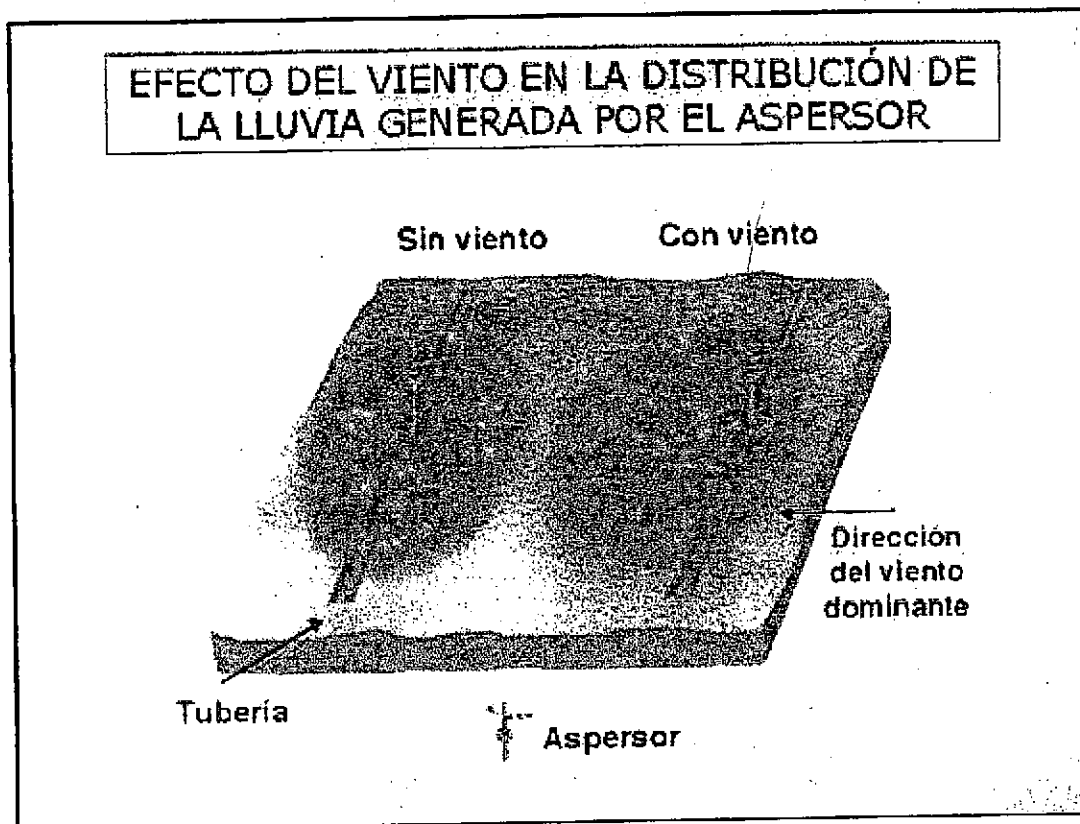 EFECTO DEL VIENTO EN LA DISTRIBUCIÓN DE
LA LLUVIA GENERADA POR EL ASPERSOR
Sin viento
Con viento
Dirección
del viento
dominante
Tubería
Aspersor